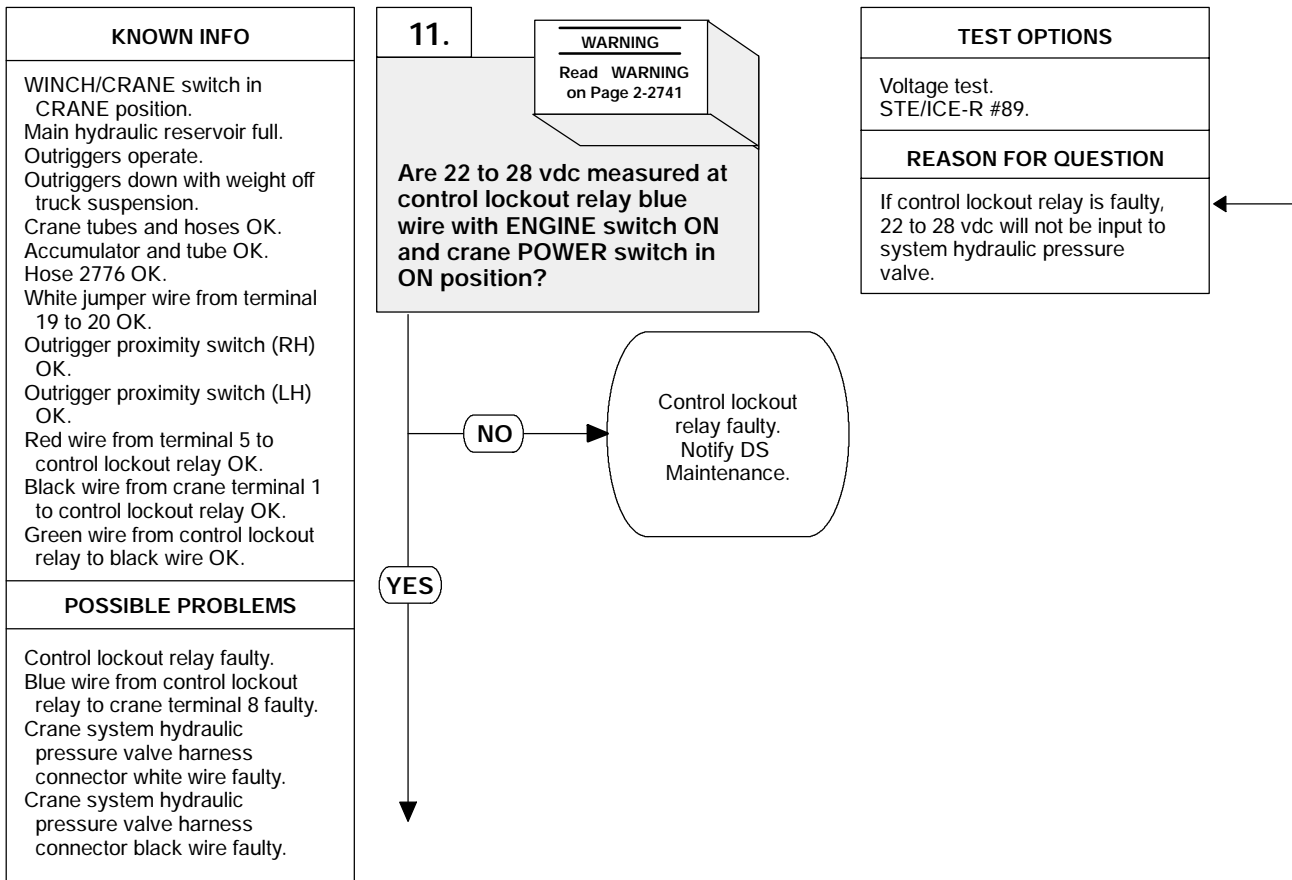 KNOWN INFO
WINCH/CRANE switch in
CRANE position.
Main hydraulic reservoir full.
Outriggers operate.
Outriggers down with weight off
truck suspension.
Crane tubes and hoses OK.
Accumulator and tube OK.
Hose 2776 OK.
White jumper wire from terminal
19 to 20 OK.
Outrigger proximity switch (RH)
OK.
Outrigger proximity switch (LH)
OK.
Red wire from terminal 5 to
control lockout relay OK.
Black wire from crane terminal 1
to control lockout relay OK.
Green wire from control lockout
relay to black wire OK.
POSSIBLE PROBLEMS
Control lockout relay faulty.
Blue wire from control lockout
relay to crane terminal 8 faulty.
Crane system hydraulic
pressure valve harness
connector white wire faulty.
Crane system hydraulic
pressure valve harness
connector black wire faulty.
11.
WARNING
Read WARNING
on Page 2-2741
Are 22 to 28 vdc measured at
control lockout relay blue
wire with ENGINE switch ON
and crane POWER switch in
ON position?
NO
Control lockout
relay faulty.
Notify DS
Maintenance.
YES
TEST OPTIONS
Voltage test.
STE/ICE-R #89.
REASON FOR QUESTION
If control lockout relay is faulty,
22 to 28 vdc will not be input to
system hydraulic pressure
valve.